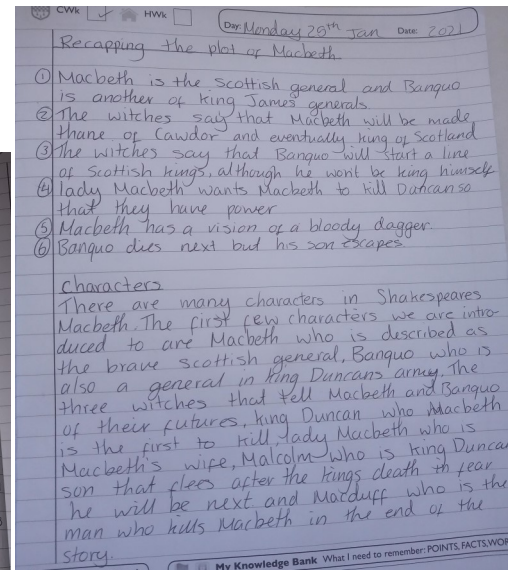 CWk HWk Day: Monday 25th Jan Date: 2021
Recapping the plot of Macbeth
① Macbeth is the scottish general and Banquo
is another of King James generals
② The witches say that Macbeth will be made
thane of Cawdor and eventually king of Scotland
③ The witches say that Banquo will start a line
of scottish kings, although he wont be king himself
④ lady Macbeth wants Macbeth to kill Duncan so
that they have power
⑤ Macbeth has a vision of a bloody dagger.
⑥ Banquo dies next but his son escapes
Characters
There are many characters in Shakespeares
Macbeth. The first few characters we are intro-
duced to are Macbeth who is described as
the brave scottish general, Banquo who is
also a general in King Duncans army. The
three witches that tell Macbeth and Banquo
of their futures, king Duncan who Macbeth
is the first to kill, lady Macbeth who is
Macbeth's wife, Malcolm who is king Duncan
son that flees after the kings death in fear
he will be next and Macduff who is the
man who kills Macbeth in the end of the
story.
My Knowledge Bank What I need to remember: POINTS, FACTS, WOR